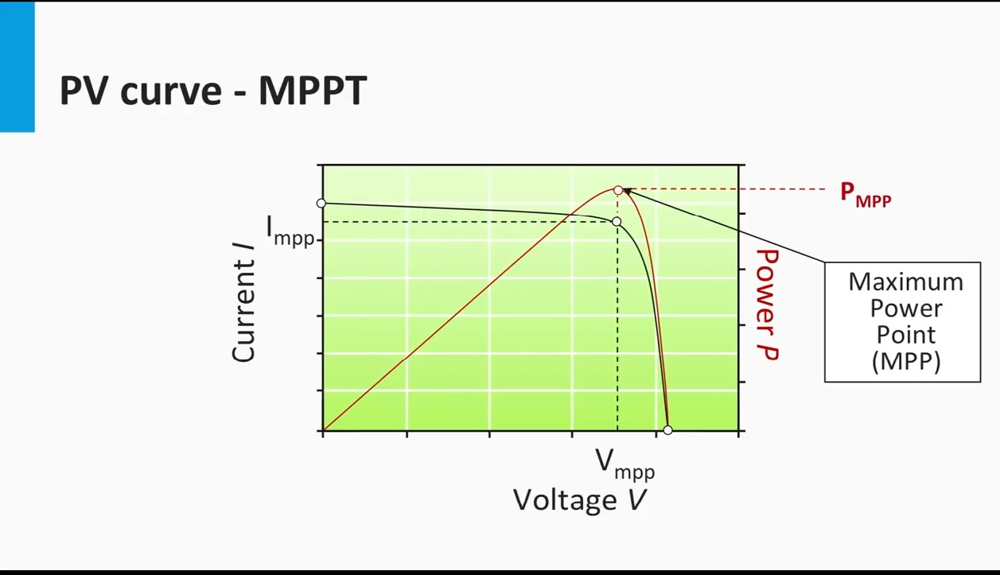 PV curve - MPPT
P_MPP
I_mpp
Current I
Power P
Maximum
Power
Point
(MPP)
V_mpp
Voltage V